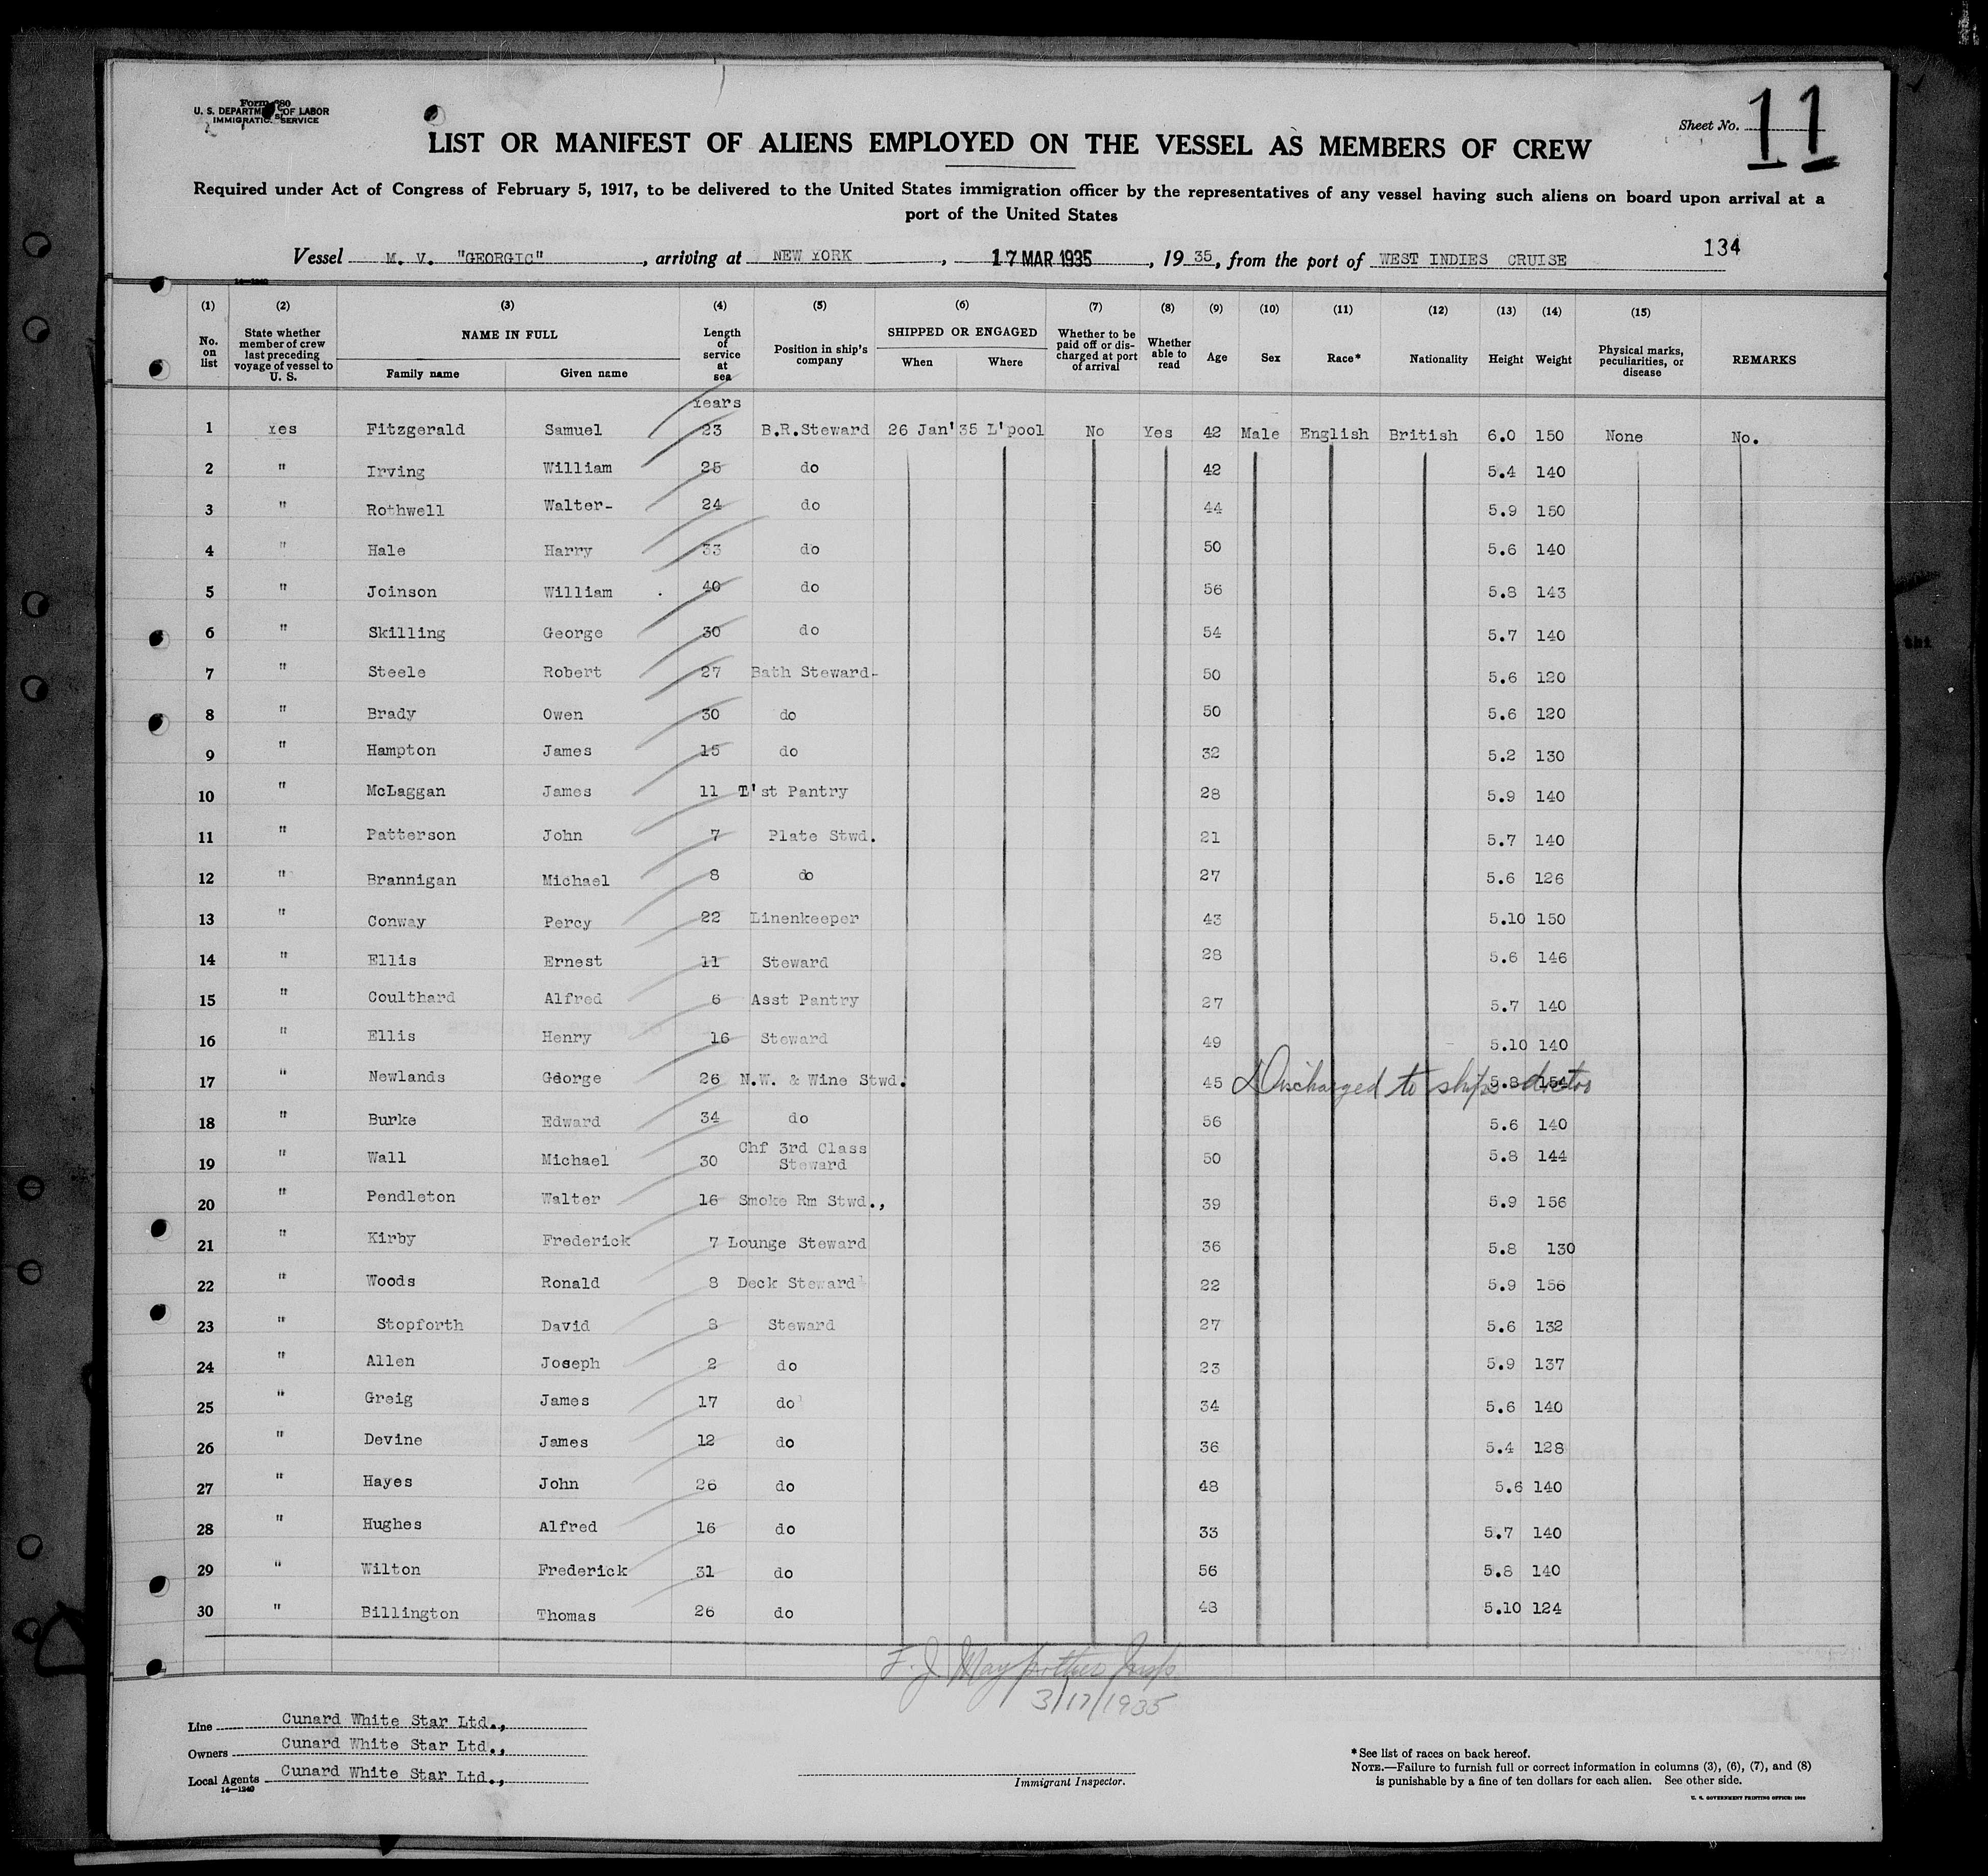 Form 680
U. S. DEPARTMENT OF LABOR
IMMIGRATION SERVICE
Sheet No. 11
LIST OR MANIFEST OF ALIENS EMPLOYED ON THE VESSEL AS MEMBERS OF CREW
Required under Act of Congress of February 5, 1917, to be delivered to the United States immigration officer by the representatives of any vessel having such aliens on board upon arrival at a
port of the United States
134
Vessel M. V. "GEORGIC", arriving at NEW YORK, 17 MAR 1935, 1935, from the port of WEST INDIES CRUISE
14—1240
(1) (2) (3) (4) (5) (6) (7) (8) (9) (10) (11) (12) (13) (14) (15)
No. on list State whether member of crew last preceding voyage of vessel to U. S. NAME IN FULL Family name Given name Length of service at sea Position in ship's company SHIPPED OR ENGAGED When Where Whether to be paid off or discharged at port of arrival Whether able to read Age Sex Race* Nationality Height Weight Physical marks, peculiarities, or disease REMARKS
Years
1 Yes Fitzgerald Samuel 23 B.R.Steward 26 Jan'35 L'pool No Yes 42 Male English British 6.0 150 None No.
2 " Irving William 25 do 42 5.4 140
3 " Rothwell Walter- 24 do 44 5.9 150
4 " Hale Harry 33 do 50 5.6 140
5 " Joinson William 40 do 56 5.8 143
6 " Skilling George 30 do 54 5.7 140
7 " Steele Robert 27 Bath Steward- 50 5.6 120
8 " Brady Owen 30 do 50 5.6 120
9 " Hampton James 15 do 32 5.2 130
10 " McLaggan James 11 T'st Pantry 28 5.9 140
11 " Patterson John 7 Plate Stwd. 21 5.7 140
12 " Brannigan Michael 8 do 27 5.6 126
13 " Conway Percy 22 Linenkeeper 43 5.10 150
14 " Ellis Ernest 11 Steward 28 5.6 146
15 " Coulthard Alfred 6 Asst Pantry 27 5.7 140
16 " Ellis Henry 16 Steward 49 5.10 140
17 " Newlands George 26 N.W. & Wine Stwd. 45 Discharged to ships doctor 5.8 154
18 " Burke Edward 34 do 56 5.6 140
19 " Wall Michael 30 Chf 3rd Class Steward 50 5.8 144
20 " Pendleton Walter 16 Smoke Rm Stwd., 39 5.9 156
21 " Kirby Frederick 7 Lounge Steward 36 5.8 130
22 " Woods Ronald 8 Deck Steward 22 5.9 156
23 " Stopforth David 8 Steward 27 5.6 132
24 " Allen Joseph 2 do 23 5.9 137
25 " Greig James 17 do 34 5.6 140
26 " Devine James 12 do 36 5.4 128
27 " Hayes John 26 do 48 5.6 140
28 " Hughes Alfred 16 do 33 5.7 140
29 " Wilton Frederick 31 do 56 5.8 140
30 " Billington Thomas 26 do 48 5.10 124
F. J. Insp.
3/17/1935
Line Cunard White Star Ltd.,
Owners Cunard White Star Ltd.,
Local Agents Cunard White Star Ltd.,
14—1240
Immigrant Inspector.
*See list of races on back hereof.
NOTE.—Failure to furnish full or correct information in columns (3), (6), (7), and (8)
is punishable by a fine of ten dollars for each alien. See other side.
U. S. GOVERNMENT PRINTING OFFICE: